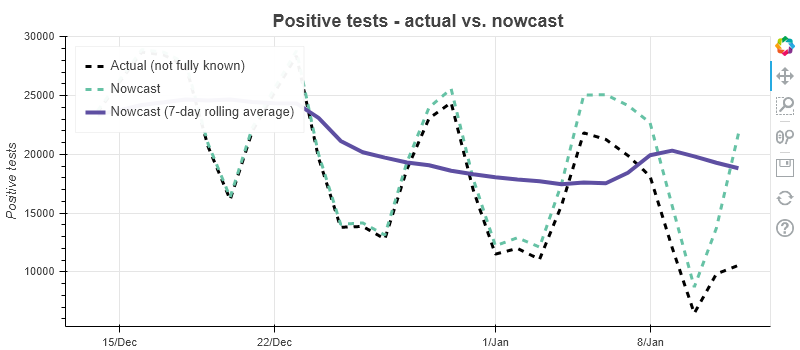 Positive tests - actual vs. nowcast
30000
25000
20000
15000
10000
Positive tests
Actual (not fully known)
Nowcast
Nowcast (7-day rolling average)
15/Dec
22/Dec
1/Jan
8/Jan